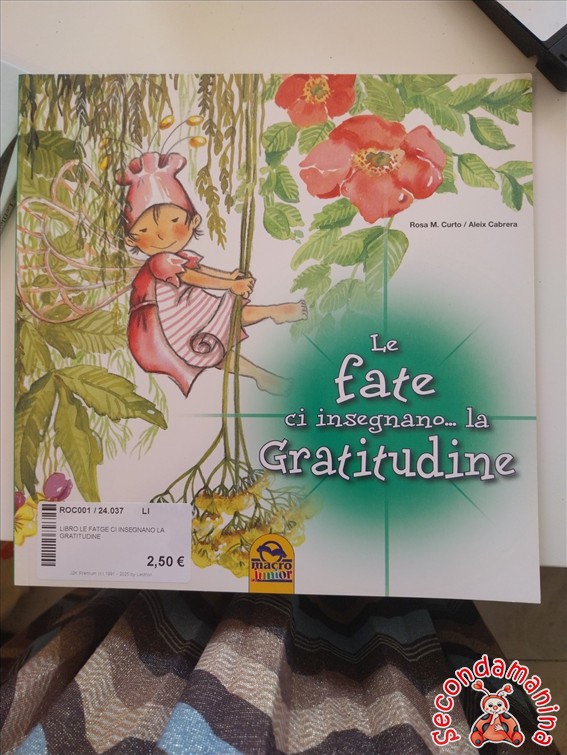 Rosa M. Curto / Aleix Cabrera
Le
fate
ci insegnano... la
Gratitudine
ROC001 / 24.037 LI
LIBRO LE FATGE CI INSEGNANO LA
GRATITUDINE
2,50 €
macro
junior
Secondamanina